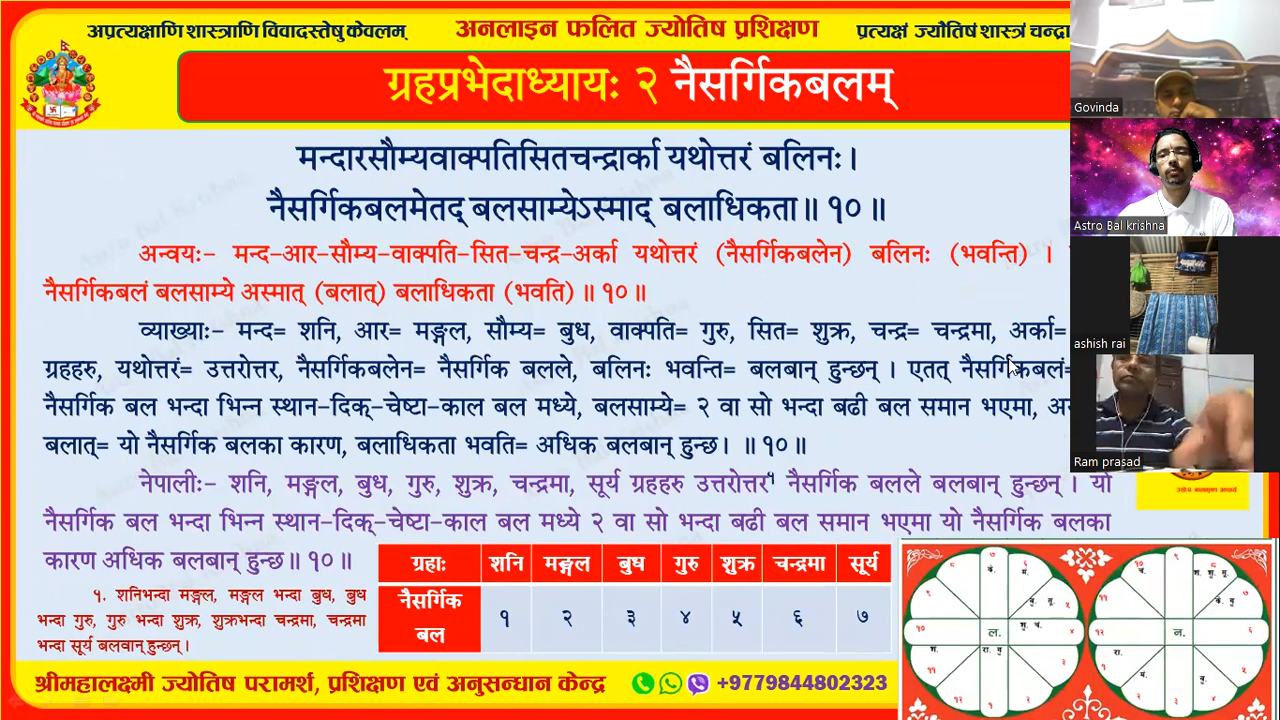 अप्रत्यक्षाणि शास्त्राणि विवादस्तेषु केवलम्
अनलाइन फलित ज्योतिष प्रशिक्षण
प्रत्यक्षं ज्योतिषं शास्त्रं चन्द्रा
ग्रहप्रभेदाध्यायः २ नैसर्गिकबलम्
मन्दारसौम्यवाक्पतिसितचन्द्रार्का यथोत्तरं बलिनः।
नैसर्गिकबलमेतद् बलसाम्येऽस्माद् बलाधिकता॥ १०॥
अन्वयः- मन्द-आर-सौम्य-वाक्पति-सित-चन्द्र-अर्का यथोत्तरं (नैसर्गिकबलेन) बलिनः (भवन्ति) ।
नैसर्गिकबलं बलसाम्ये अस्मात् (बलात्) बलाधिकता (भवति)॥ १०॥
व्याख्याः- मन्द= शनि, आर= मङ्गल, सौम्य= बुध, वाक्पति= गुरु, सित= शुक्र, चन्द्र= चन्द्रमा, अर्का=
ग्रहहरु, यथोत्तरं= उत्तरोत्तर, नैसर्गिकबलेन= नैसर्गिक बलले, बलिनः भवन्ति= बलबान् हुन्छन् । एतत् नैसर्गिकबलं=
नैसर्गिक बल भन्दा भिन्न स्थान-दिक्-चेष्टा-काल बल मध्ये, बलसाम्ये= २ वा सो भन्दा बढी बल समान भएमा,
बलात्= यो नैसर्गिक बलका कारण, बलाधिकता भवति= अधिक बलबान् हुन्छ। ॥१०॥
नेपालीः- शनि, मङ्गल, बुध, गुरु, शुक्र, चन्द्रमा, सूर्य ग्रहहरु उत्तरोत्तर१ नैसर्गिक बलले बलबान् हुन्छन् । यो
नैसर्गिक बल भन्दा भिन्न स्थान-दिक्-चेष्टा-काल बल मध्ये २ वा सो भन्दा बढी बल समान भएमा यो नैसर्गिक बलका
कारण अधिक बलबान् हुन्छ॥ १०॥
१. शनिभन्दा मङ्गल, मङ्गल भन्दा बुध, बुध
भन्दा गुरु, गुरु भन्दा शुक्र, शुक्रभन्दा चन्द्रमा, चन्द्रमा
भन्दा सूर्य बलवान् हुन्छन्।
ग्रहाः शनि मङ्गल बुध गुरु शुक्र चन्द्रमा सूर्य
नैसर्गिक बल १ २ ३ ४ ५ ६ ७
श्रीमहालक्ष्मी ज्योतिष परामर्श, प्रशिक्षण एवं अनुसन्धान केन्द्र
+9779844802323
Govinda
Astro Bal krishna
ashish rai
Ram prasad
ल.
न.